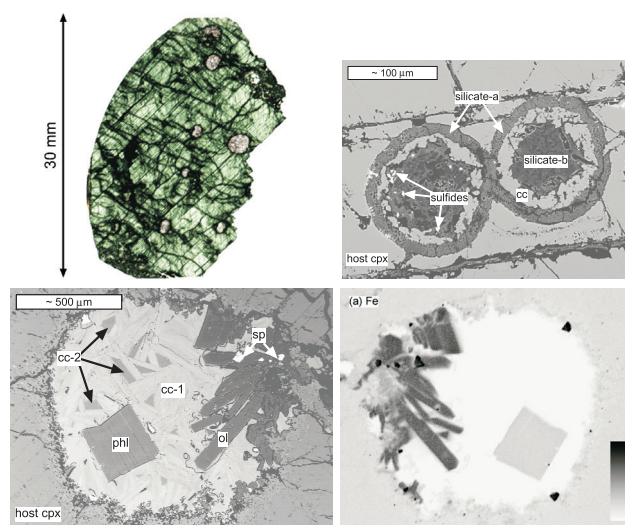 30 mm
~ 100 µm
silicate-a
silicate-b
cc
sulfides
host cpx
~ 500 µm
sp
cc-2
cc-1
phl
ol
host cpx
(a) Fe